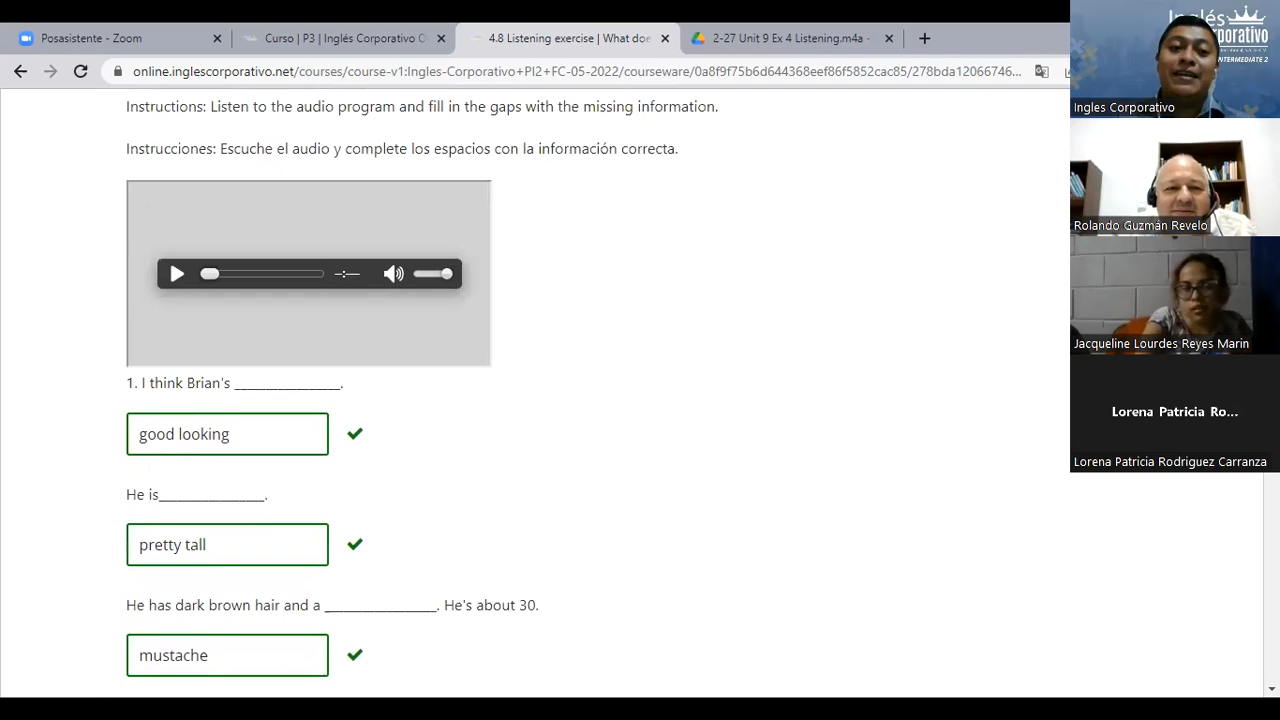 Posasistente - Zoom
Curso | P3 | Inglés Corporativo O
4.8 Listening exercise | What doe
2-27 Unit 9 Ex 4 Listening.m4a -
online.inglescorporativo.net/courses/course-v1:Ingles-Corporativo+PI2+FC-05-2022/courseware/0a8f9f75b6d644368eef86f5852cac85/278bda12066746...
Instructions: Listen to the audio program and fill in the gaps with the missing information.
Instrucciones: Escuche el audio y complete los espacios con la información correcta.
-:--
1. I think Brian's ________________.
good looking
He is________________.
pretty tall
He has dark brown hair and a _________________. He's about 30.
mustache
INTERMEDIATE 2
Ingles Corporativo
Rolando Guzmán Revelo
Jacqueline Lourdes Reyes Marin
Lorena Patricia Ro...
Lorena Patricia Rodriguez Carranza